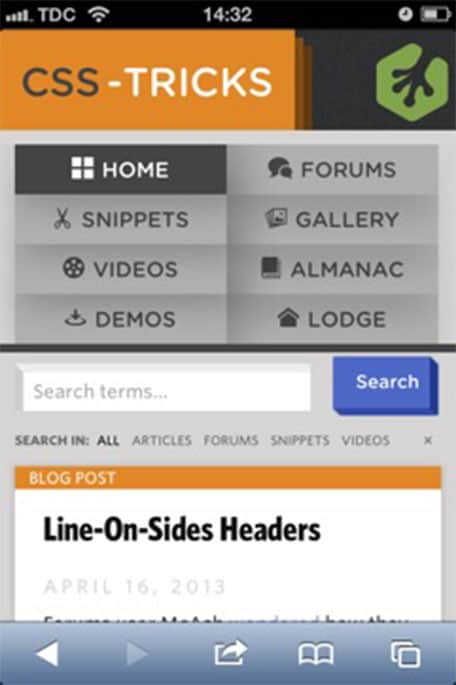 TDC 14:32
CSS-TRICKS
HOME FORUMS
SNIPPETS GALLERY
VIDEOS ALMANAC
DEMOS LODGE
Search terms... Search
SEARCH IN: ALL ARTICLES FORUMS SNIPPETS VIDEOS ×
BLOG POST
Line-On-Sides Headers
APRIL 16, 2013
Forums user McAsh wondered how they